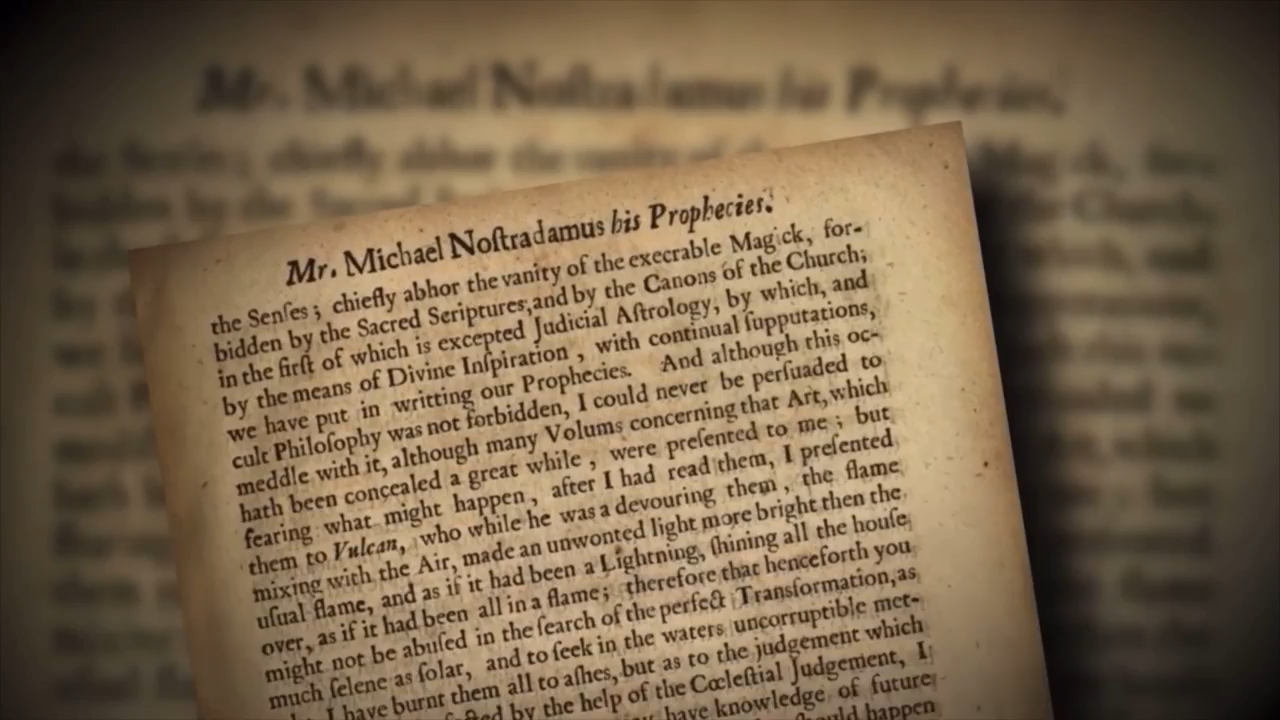 Mr. Michael Noſtradamus his Prophecies.
the Senſes; chiefly abhor the vanity of the execrable Magick, for-
bidden by the Sacred Scriptures, and by the Canons of the Church;
in the firſt of which is excepted Judicial Aſtrology, by which, and
by the means of Divine Inſpiration, with continual ſupputations,
we have put in writting our Prophecies. And although this oc-
cult Philoſophy was not forbidden, I could never be perſuaded to
meddle with it, although many Volums concerning that Art, which
hath been concealed a great while, were preſented to me; but
fearing what might happen, after I had read them, I preſented
them to Vulcan, who while he was a devouring them, the flame
mixing with the Air, made an unwonted light more bright then the
uſual flame, and as if it had been a Lightning, ſhining all the houſe
over, as if it had been all in a flame; therefore that henceforth you
might not be abuſed in the ſearch of the perfect Transformation, as
much ſelene as ſolar, and to ſeek in the waters uncorruptible met-
I have burnt them all to aſhes, but as to the judgement which
by the help of the Cœleſtial Judgement, I
have knowledge of future
happen